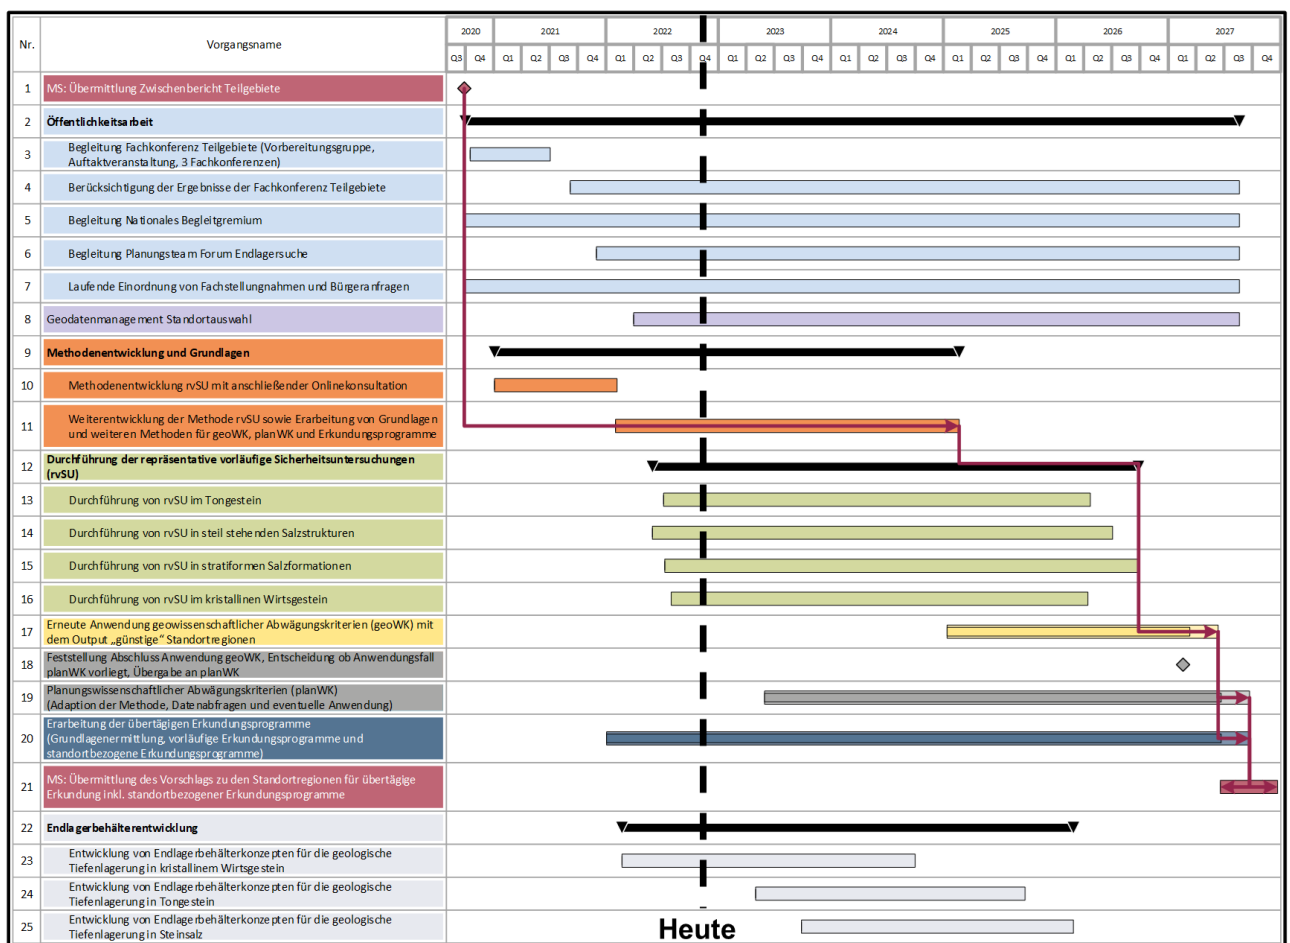 Nr.
Vorgangsname
2020 2021 2022 2023 2024 2025 2026 2027
Q3 Q4 Q1 Q2 Q3 Q4 Q1 Q2 Q3 Q4 Q1 Q2 Q3 Q4 Q1 Q2 Q3 Q4 Q1 Q2 Q3 Q4 Q1 Q2 Q3 Q4 Q1 Q2 Q3 Q4
1 MS: Übermittlung Zwischenbericht Teilgebiete
2 Öffentlichkeitsarbeit
3 Begleitung Fachkonferenz Teilgebiete (Vorbereitungsgruppe,
Auftaktveranstaltung, 3 Fachkonferenzen)
4 Berücksichtigung der Ergebnisse der Fachkonferenz Teilgebiete
5 Begleitung Nationales Begleitgremium
6 Begleitung Planungsteam Forum Endlagersuche
7 Laufende Einordnung von Fachstellungnahmen und Bürgeranfragen
8 Geodatenmanagement Standortauswahl
9 Methodenentwicklung und Grundlagen
10 Methodenentwicklung rvSU mit anschließender Onlinekonsultation
11 Weiterentwicklung der Methode rvSU sowie Erarbeitung von Grundlagen
und weiteren Methoden für geoWK, planWK und Erkundungsprogramme
12 Durchführung der repräsentative vorläufige Sicherheitsuntersuchungen
(rvSU)
13 Durchführung von rvSU im Tongestein
14 Durchführung von rvSU in steil stehenden Salzstrukturen
15 Durchführung von rvSU in stratiformen Salzformationen
16 Durchführung von rvSU im kristallinen Wirtsgestein
17 Erneute Anwendung geowissenschaftlicher Abwägungskriterien (geoWK) mit
dem Output „günstige“ Standortregionen
18 Feststellung Abschluss Anwendung geoWK, Entscheidung ob Anwendungsfall
planWK vorliegt, Übergabe an planWK
19 Planungswissenschaftlicher Abwägungskriterien (planWK)
(Adaption der Methode, Datenabfragen und eventuelle Anwendung)
20 Erarbeitung der übertägigen Erkundungsprogramme
(Grundlagenermittlung, vorläufige Erkundungsprogramme und
standortbezogene Erkundungsprogramme)
21 MS: Übermittlung des Vorschlags zu den Standortregionen für übertägige
Erkundung inkl. standortbezogener Erkundungsprogramme
22 Endlagerbehälterentwicklung
23 Entwicklung von Endlagerbehälterkonzepten für die geologische
Tiefenlagerung in kristallinem Wirtsgestein
24 Entwicklung von Endlagerbehälterkonzepten für die geologische
Tiefenlagerung in Tongestein
25 Entwicklung von Endlagerbehälterkonzepten für die geologische
Tiefenlagerung in Steinsalz
Heute